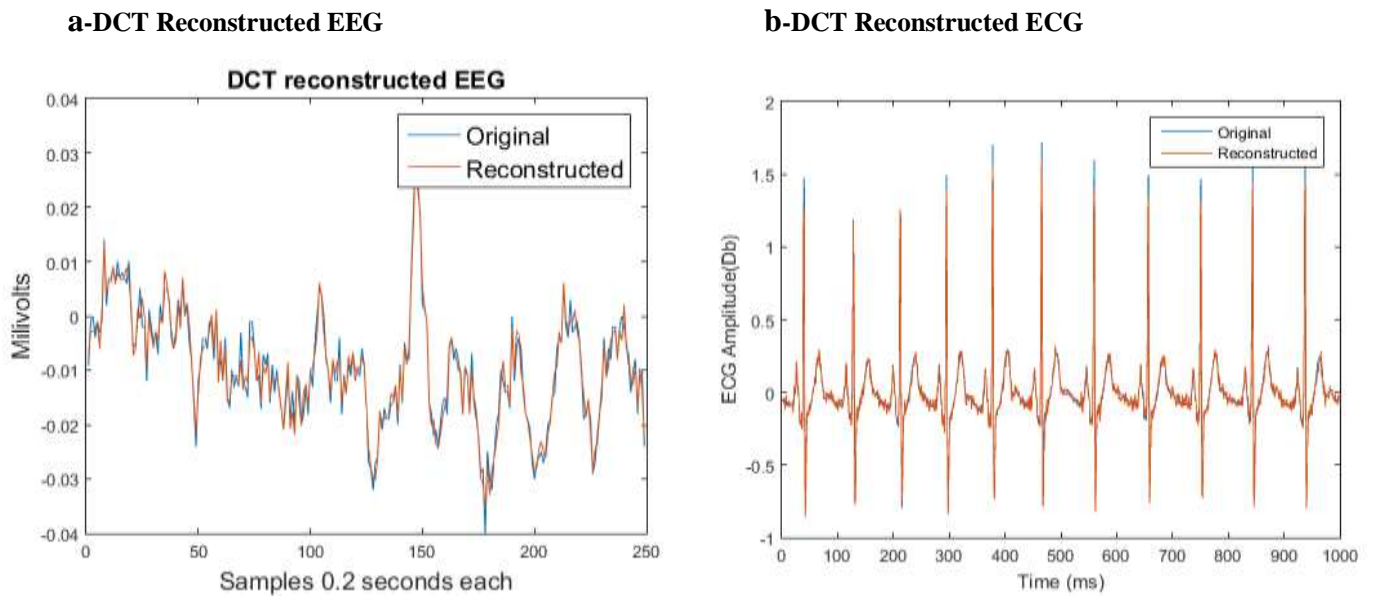 a-DCT Reconstructed EEG
DCT reconstructed EEG
0.04
0.03
0.02
0.01
0
-0.01
-0.02
-0.03
-0.04
Milivolts
Original
Reconstructed
0 50 100 150 200 250
Samples 0.2 seconds each
b-DCT Reconstructed ECG
2
1.5
1
0.5
0
-0.5
-1
ECG Amplitude(Db)
Original
Reconstructed
0 100 200 300 400 500 600 700 800 900 1000
Time (ms)